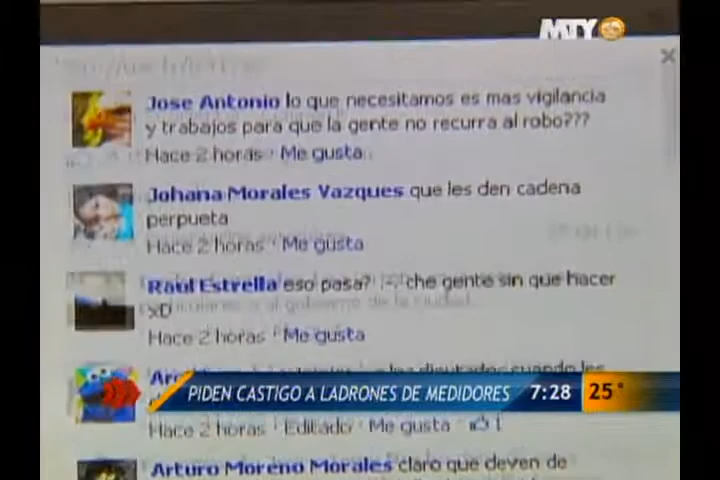 MTY
Jose Antonio lo que necesitamos es mas vigilancia
y trabajos para que la gente no recurra al robo???
Hace 2 horas · Me gusta
Johana Morales Vazques que les den cadena
perpueta
Hace 2 horas · Me gusta
Raul Estrella eso pasa? -.- che gente sin que hacer
xD
Hace 2 horas · Me gusta
PIDEN CASTIGO A LADRONES DE MEDIDORES 7:28 25°
Hace 2 horas · Editado · Me gusta · 1
Arturo Moreno Morales claro que deven de